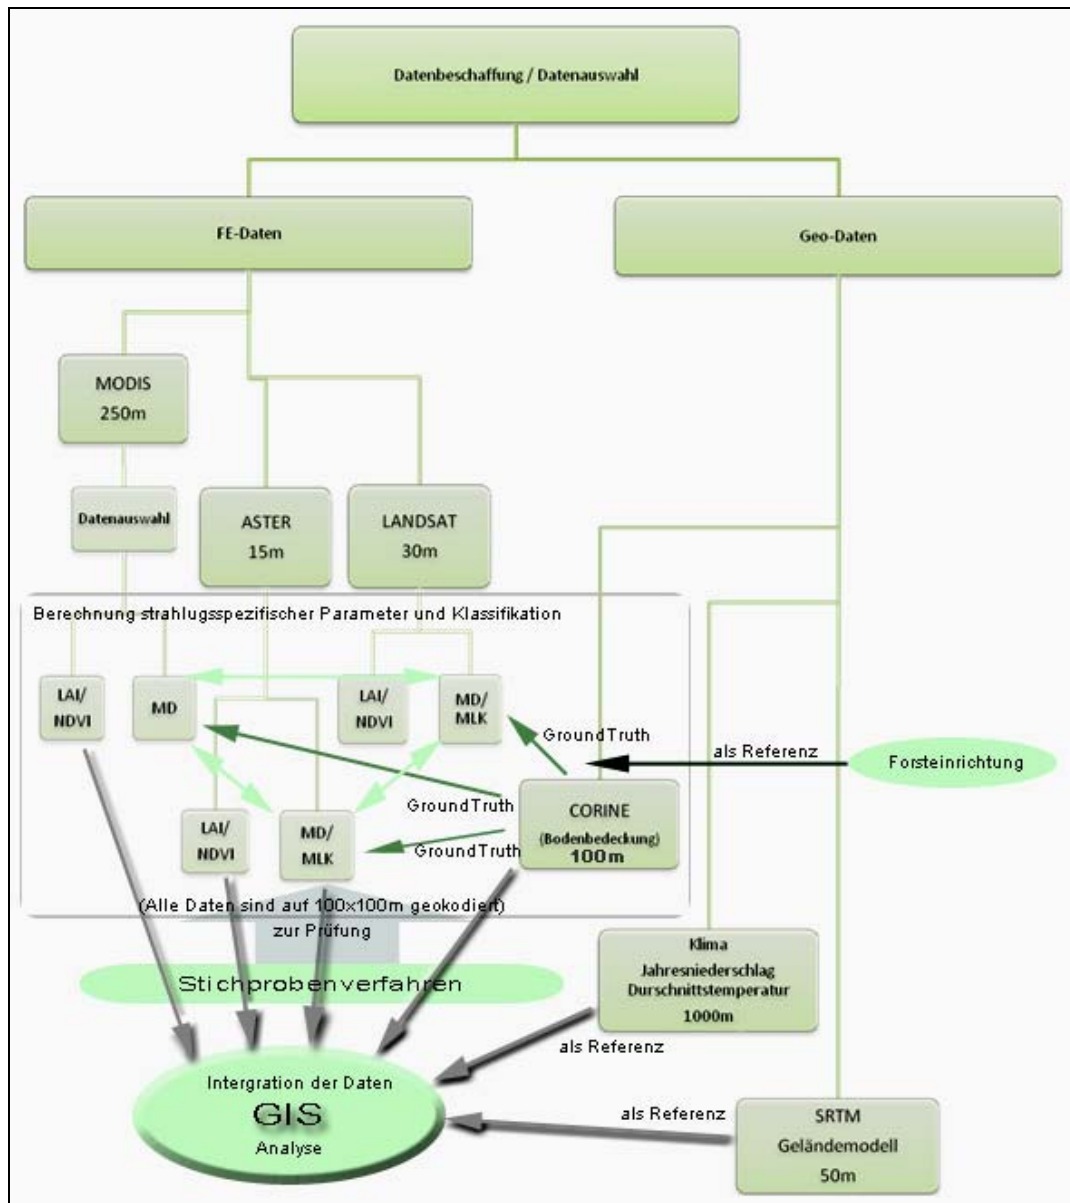 Datenbeschaffung / Datenauswahl
FE-Daten
Geo-Daten
MODIS
250m
Datenauswahl
ASTER
15m
LANDSAT
30m
Berechnung strahlugsspezifischer Parameter und Klassifikation
LAI/
NDVI
MD
LAI/
NDVI
MD/
MLK
GroundTruth
als Referenz
Forsteinrichtung
GroundTruth
CORINE
(Bodenbedeckung)
100m
LAI/
NDVI
MD/
MLK
GroundTruth
(Alle Daten sind auf 100x100m geokodiert)
zur Prüfung
Stichprobenverfahren
Klima
Jahresniederschlag
Durschnittstemperatur
1000m
als Referenz
Intergration der Daten
GIS
Analyse
als Referenz
SRTM
Geländemodell
50m